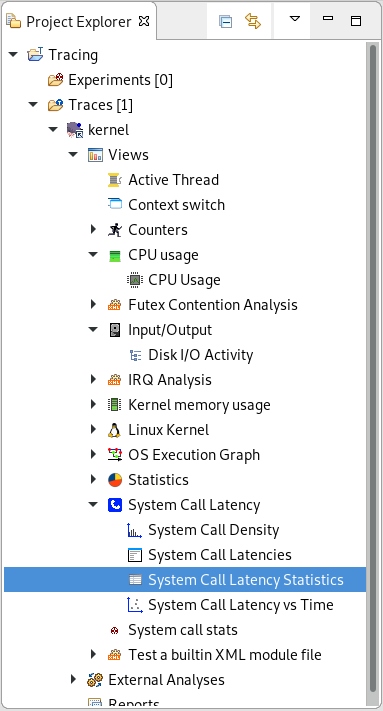 Project Explorer
Tracing
Experiments [0]
Traces [1]
kernel
Views
Active Thread
Context switch
Counters
CPU usage
CPU Usage
Futex Contention Analysis
Input/Output
Disk I/O Activity
IRQ Analysis
Kernel memory usage
Linux Kernel
OS Execution Graph
Statistics
System Call Latency
System Call Density
System Call Latencies
System Call Latency Statistics
System Call Latency vs Time
System call stats
Test a builtin XML module file
External Analyses
Reports